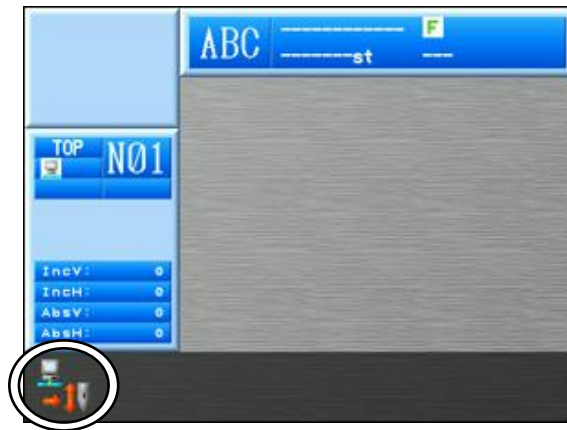 ABC ------------ F
-------st ---
TOP
N01
IncV: 0
IncH: 0
AbsV: 0
AbsH: 0